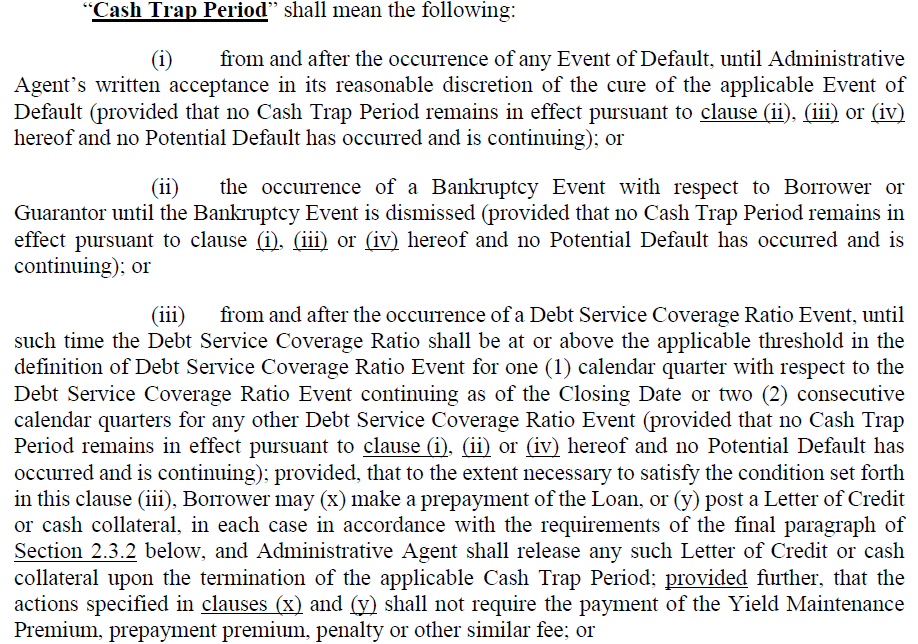 “Cash Trap Period” shall mean the following:
(i) from and after the occurrence of any Event of Default, until Administrative
Agent’s written acceptance in its reasonable discretion of the cure of the applicable Event of
Default (provided that no Cash Trap Period remains in effect pursuant to clause (ii), (iii) or (iv)
hereof and no Potential Default has occurred and is continuing); or
(ii) the occurrence of a Bankruptcy Event with respect to Borrower or
Guarantor until the Bankruptcy Event is dismissed (provided that no Cash Trap Period remains in
effect pursuant to clause (i), (iii) or (iv) hereof and no Potential Default has occurred and is
continuing); or
(iii) from and after the occurrence of a Debt Service Coverage Ratio Event, until
such time the Debt Service Coverage Ratio shall be at or above the applicable threshold in the
definition of Debt Service Coverage Ratio Event for one (1) calendar quarter with respect to the
Debt Service Coverage Ratio Event continuing as of the Closing Date or two (2) consecutive
calendar quarters for any other Debt Service Coverage Ratio Event (provided that no Cash Trap
Period remains in effect pursuant to clause (i), (ii) or (iv) hereof and no Potential Default has
occurred and is continuing); provided, that to the extent necessary to satisfy the condition set forth
in this clause (iii), Borrower may (x) make a prepayment of the Loan, or (y) post a Letter of Credit
or cash collateral, in each case in accordance with the requirements of the final paragraph of
Section 2.3.2 below, and Administrative Agent shall release any such Letter of Credit or cash
collateral upon the termination of the applicable Cash Trap Period; provided further, that the
actions specified in clauses (x) and (y) shall not require the payment of the Yield Maintenance
Premium, prepayment premium, penalty or other similar fee; or